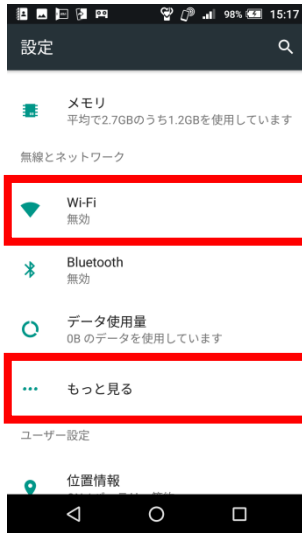 98% 15:17
設定
メモリ
平均で2.7GBのうち1.2GBを使用しています
無線とネットワーク
Wi-Fi
無効
Bluetooth
無効
データ使用量
0B のデータを使用しています
もっと見る
ユーザー設定
位置情報